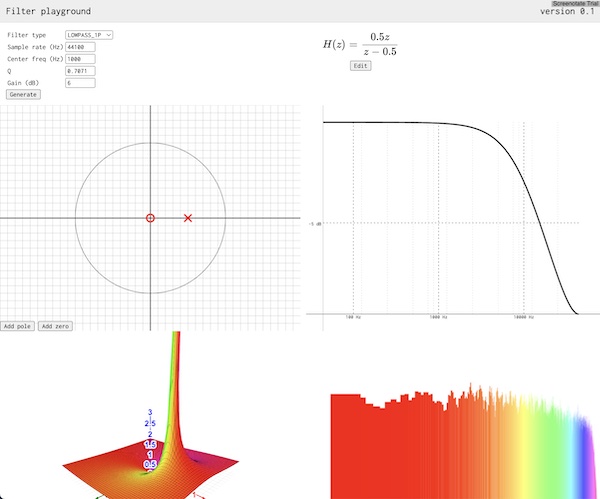 Screenotate Trial
Filter playground
version 0.1
Filter type LOWPASS_1P
Sample rate (Hz) 44100
Center freq (Hz) 1000
Q 0.7071
Gain (dB) 6
Generate
H(z) = 0.5z / z − 0.5
Edit
-5 dB
100 Hz 1000 Hz 10000 Hz
Add pole Add zero
3
2.5
2
1.5
1
0.5
1